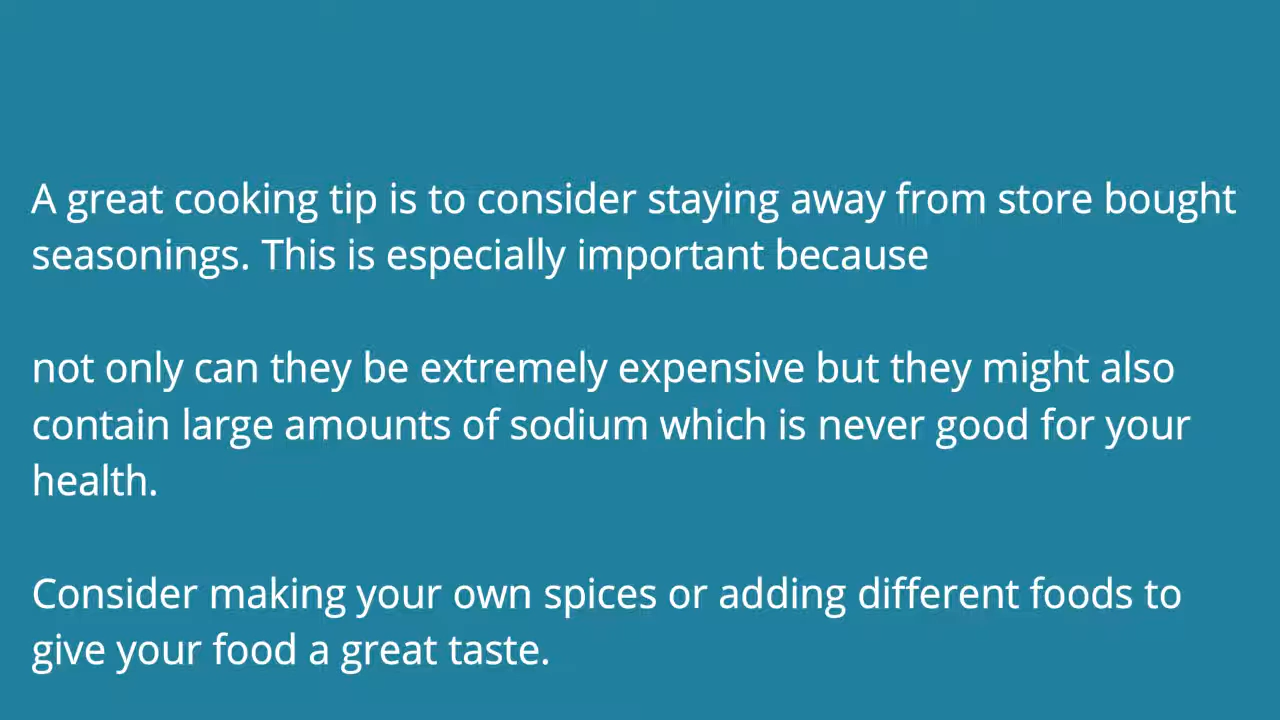 A great cooking tip is to consider staying away from store bought
seasonings. This is especially important because
not only can they be extremely expensive but they might also
contain large amounts of sodium which is never good for your
health.
Consider making your own spices or adding different foods to
give your food a great taste.